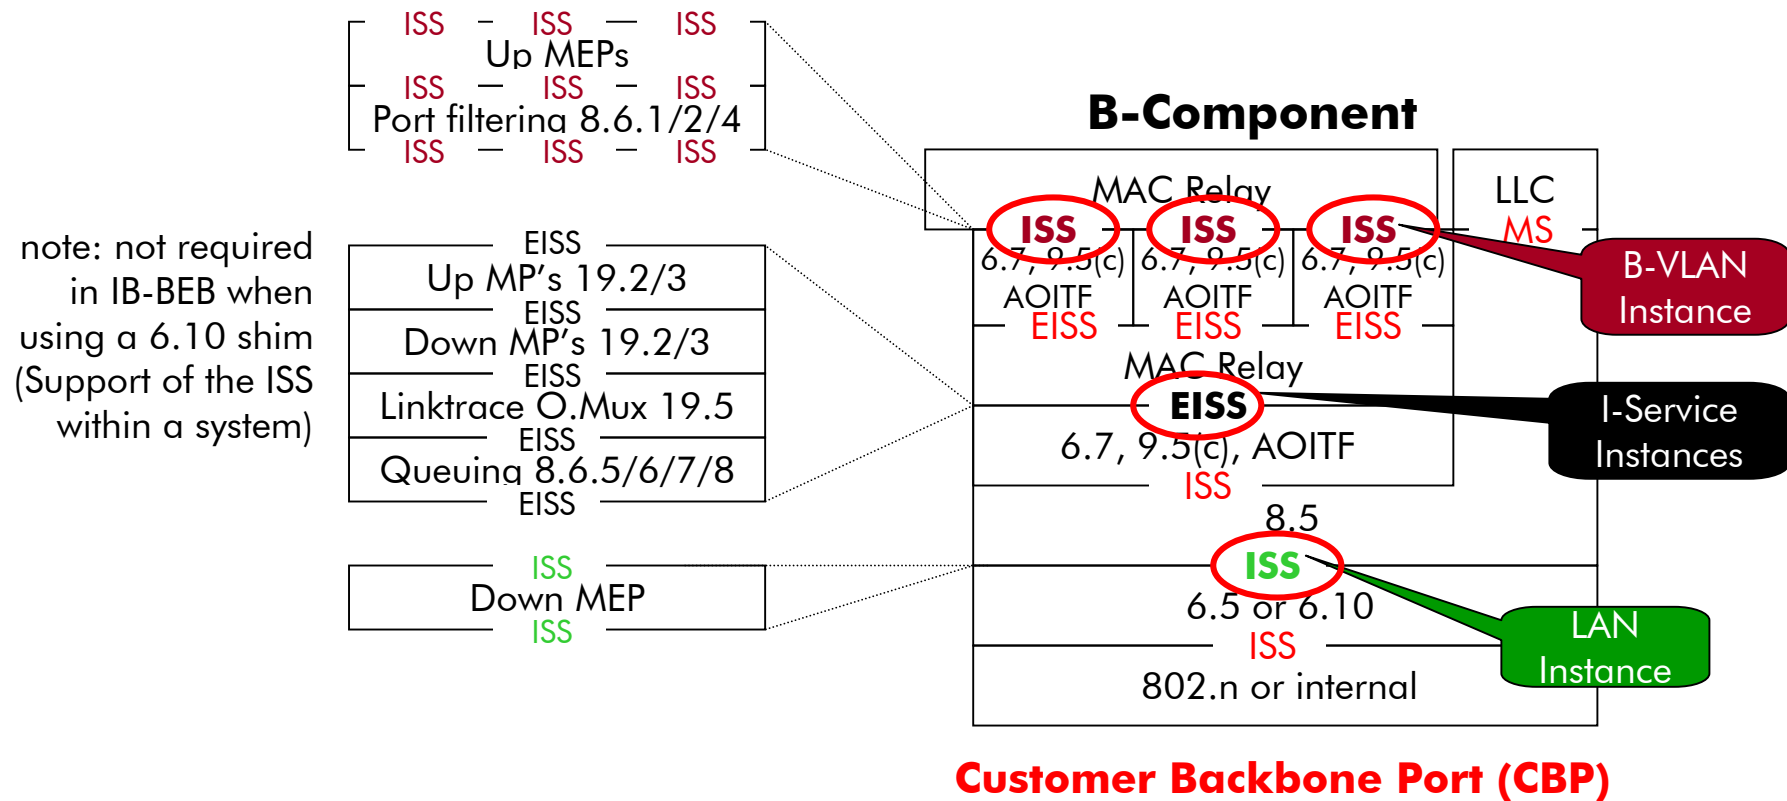 ISS ISS ISS
Up MEPs
ISS ISS ISS
Port filtering 8.6.1/2/4
ISS ISS ISS
note: not required
in IB-BEB when
using a 6.10 shim
(Support of the ISS
within a system)
EISS
Up MP's 19.2/3
EISS
Down MP's 19.2/3
EISS
Linktrace O.Mux 19.5
EISS
Queuing 8.6.5/6/7/8
EISS
ISS
Down MEP
ISS
B-Component
MAC Relay
LLC
ISS ISS ISS
MS
6.7, 9.5(c) 6.7, 9.5(c) 6.7, 9.5(c)
AOITF AOITF AOITF
EISS EISS EISS
MAC Relay
EISS
6.7, 9.5(c), AOITF
ISS
8.5
ISS
6.5 or 6.10
ISS
802.n or internal
B-VLAN
Instance
I-Service
Instances
LAN
Instance
Customer Backbone Port (CBP)